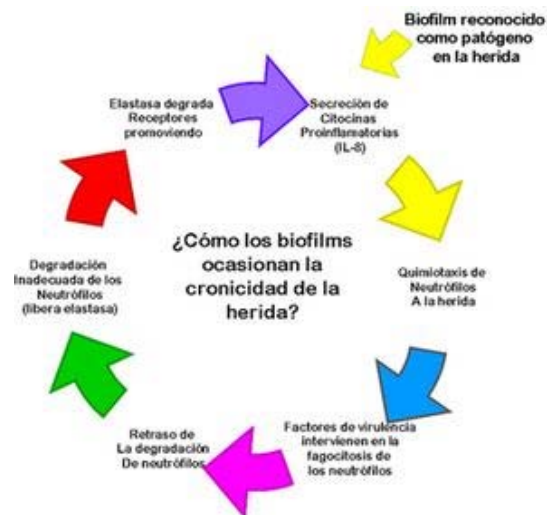 Biofilm reconocido
como patógeno
en la herida
Secreción de
Citocinas
Proinflamatorias
(IL-8)
Quimiotaxis de
Neutrófilos
A la herida
Factores de virulencia
intervienen en la
fagocitosis de
los neutrófilos
Retraso de
La degradación
De neutrófilos
Degradación
Inadecuada de los
Neutrófilos
(libera elastasa)
Elastasa degrada
Receptores
promoviendo
¿Cómo los biofilms
ocasionan la
cronicidad de la
herida?